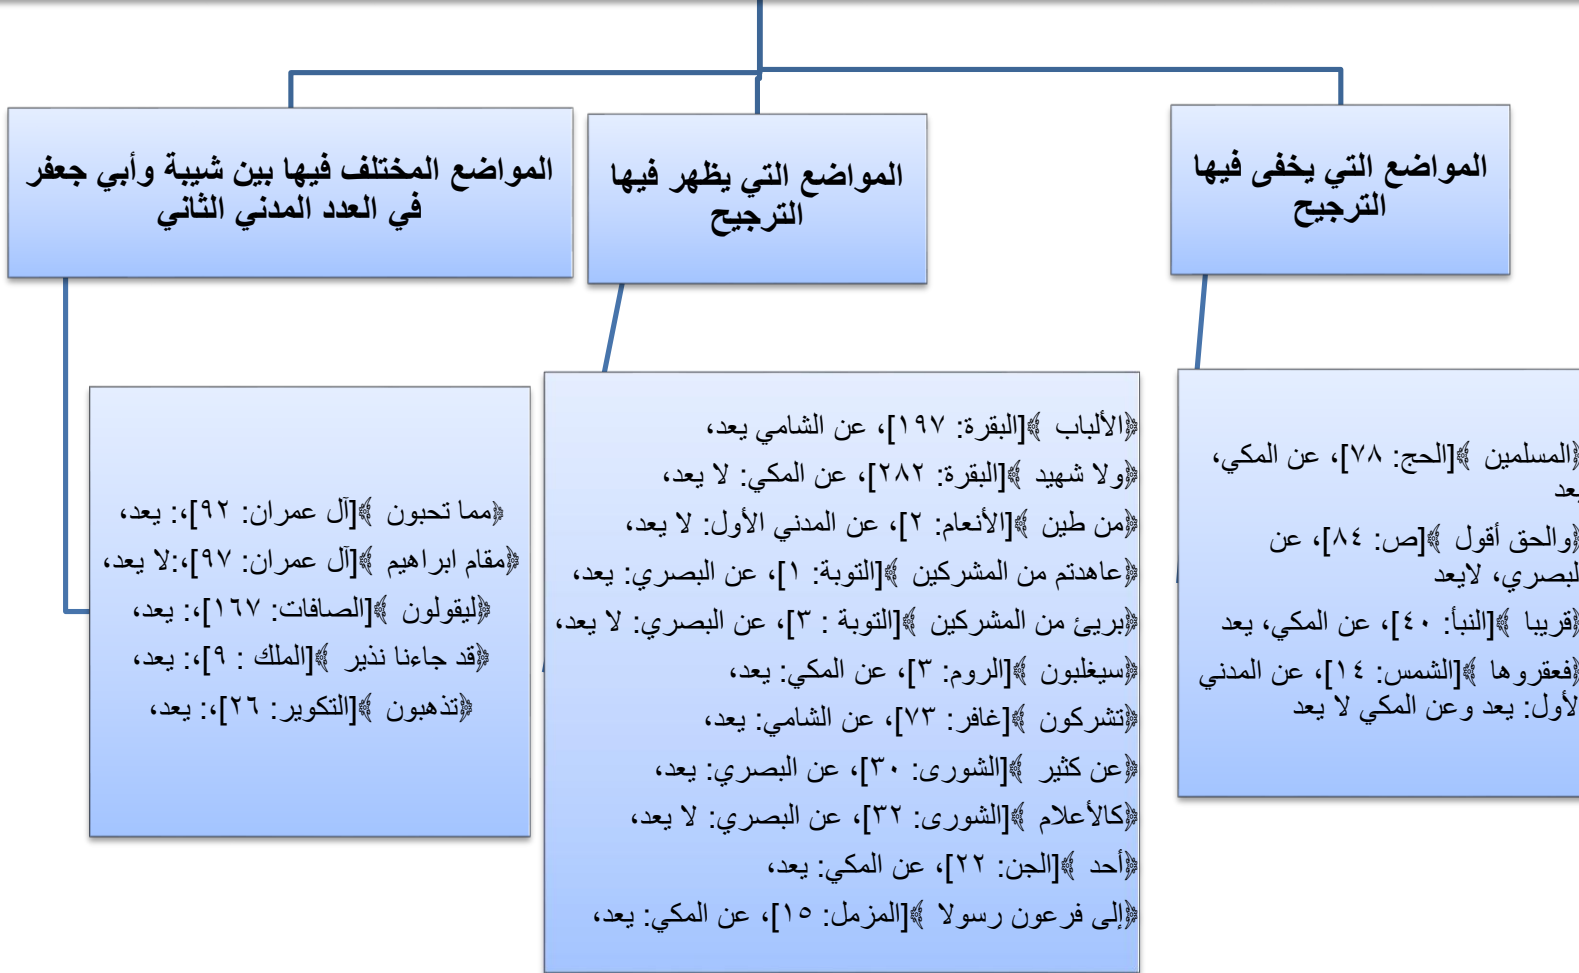 المواضع التي يخفى فيها
الترجيح
المواضع التي يظهر فيها
الترجيح
المواضع المختلف فيها بين شيبة وأبي جعفر
في العدد المدني الثاني
﴿المسلمين ﴾[الحج: ٧٨]، عن المكي،
يعد
﴿والحق أقول ﴾[ص: ٨٤]، عن
البصري، لايعد
﴿قريبا ﴾[النبأ: ٤٠]، عن المكي، يعد
﴿فعقروها ﴾[الشمس: ١٤]، عن المدني
الأول: يعد وعن المكي لا يعد
﴿الألباب ﴾[البقرة: ١٩٧]، عن الشامي يعد،
﴿ولا شهيد ﴾[البقرة: ٢٨٢]، عن المكي: لا يعد،
﴿من طين ﴾[الأنعام: ٢]، عن المدني الأول: لا يعد،
﴿عاهدتم من المشركين ﴾[التوبة: ١]، عن البصري: يعد،
﴿بريئ من المشركين ﴾[التوبة : ٣]، عن البصري: لا يعد،
﴿سيغلبون ﴾[الروم: ٣]، عن المكي: يعد،
﴿تشركون ﴾[غافر: ٧٣]، عن الشامي: يعد،
﴿عن كثير ﴾[الشورى: ٣٠]، عن البصري: يعد،
﴿كالأعلام ﴾[الشورى: ٣٢]، عن البصري: لا يعد،
﴿أحد ﴾[الجن: ٢٢]، عن المكي: يعد،
﴿إلى فرعون رسولا ﴾[المزمل: ١٥]، عن المكي: يعد،
﴿مما تحبون ﴾[آل عمران: ٩٢]،: يعد،
﴿مقام ابراهيم ﴾[آل عمران: ٩٧]،:لا يعد،
﴿ليقولون ﴾[الصافات: ١٦٧]،: يعد،
﴿قد جاءنا نذير ﴾[الملك : ٩]،: يعد،
﴿تذهبون ﴾[التكوير: ٢٦]،: يعد،